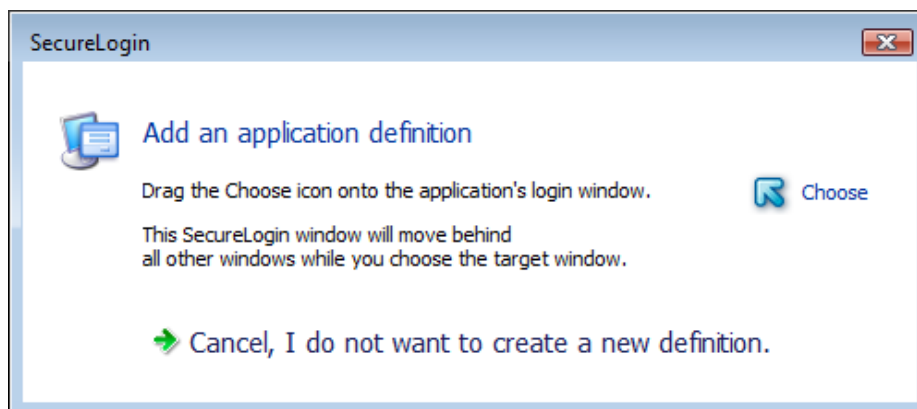 SecureLogin
Add an application definition
Drag the Choose icon onto the application's login window.
Choose
This SecureLogin window will move behind
all other windows while you choose the target window.
Cancel, I do not want to create a new definition.